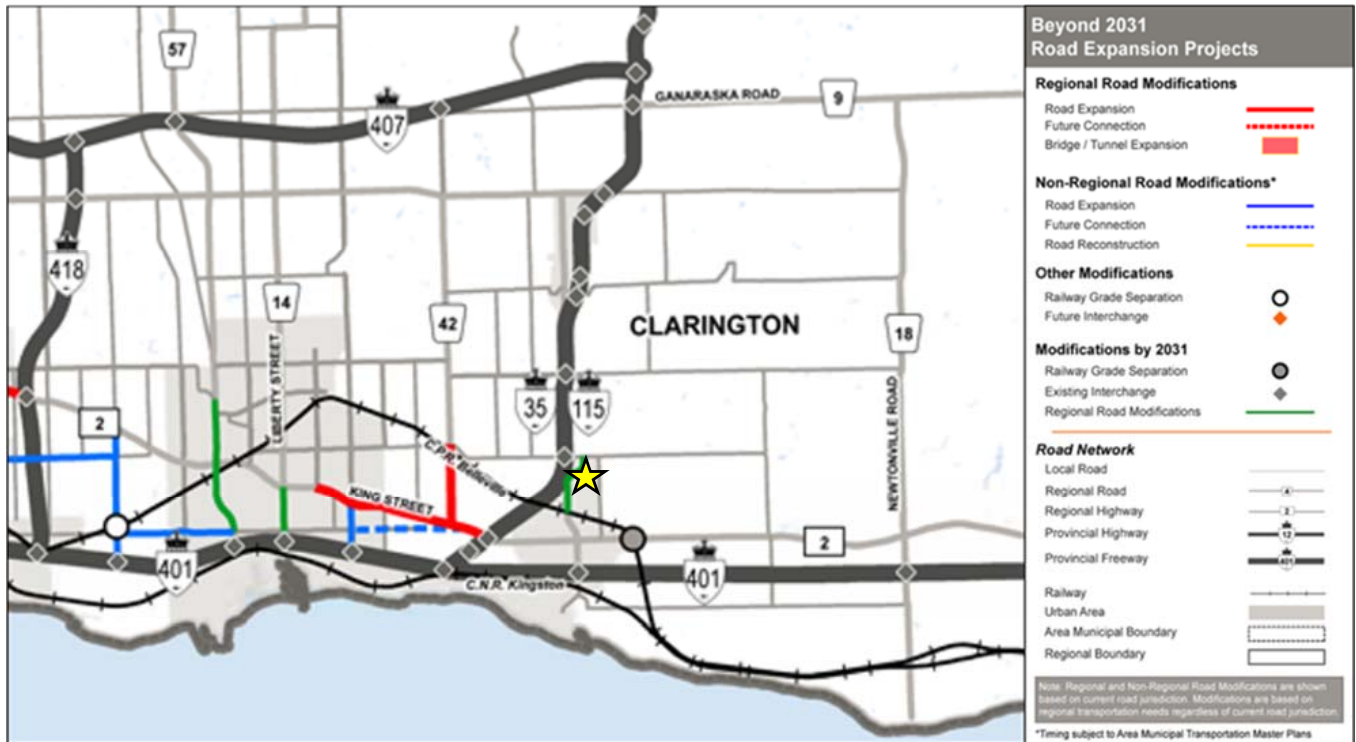 57
407
GANARASKA ROAD
9
418
14
42
CLARINGTON
18
LIBERTY STREET
35
115
2
C.P.R. Belleville
NEWTONVILLE ROAD
KING STREET
2
401
C.N.R. Kingston
401
Beyond 2031
Road Expansion Projects
Regional Road Modifications
Road Expansion
Future Connection
Bridge / Tunnel Expansion
Non-Regional Road Modifications*
Road Expansion
Future Connection
Road Reconstruction
Other Modifications
Railway Grade Separation
Future Interchange
Modifications by 2031
Railway Grade Separation
Existing Interchange
Regional Road Modifications
Road Network
Local Road
Regional Road
4
Regional Highway
2
Provincial Highway
12
Provincial Freeway
401
Railway
Urban Area
Area Municipal Boundary
Regional Boundary
Note: Regional and Non-Regional Road Modifications are shown
based on current road jurisdiction. Modifications are based on
regional transportation needs regardless of current road jurisdiction.
*Timing subject to Area Municipal Transportation Master Plans